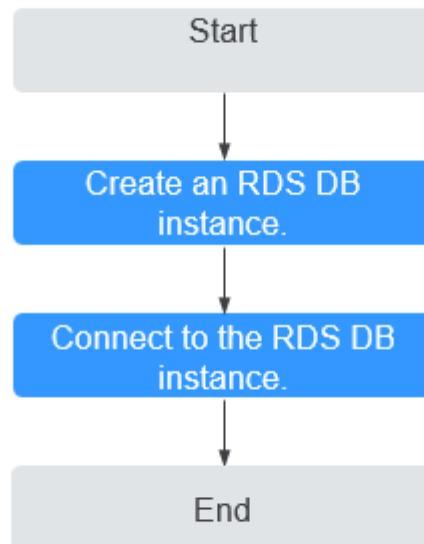 Start
Create an RDS DB
instance.
Connect to the RDS DB
instance.
End